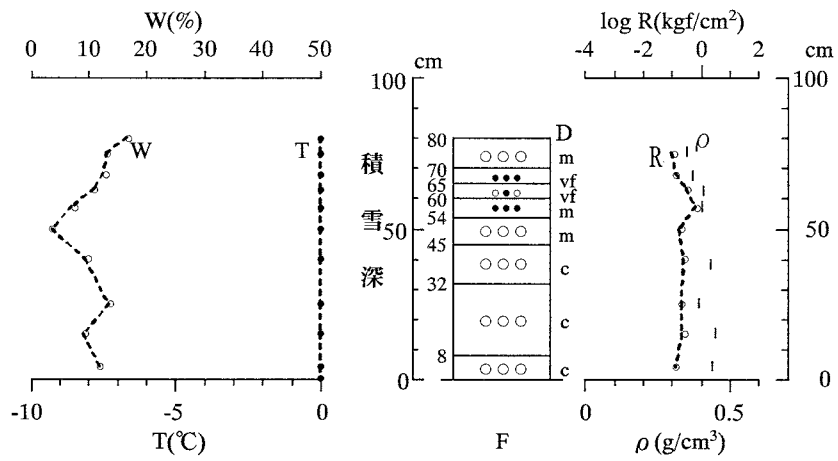 W(%)
0 10 20 30 40 50
log R(kgf/cm²)
-4 -2 0 2
cm
cm
100
100
W
T
D
R
ρ
積雪深
80
m
70
vf
65
vf
60
m
54
m
45
c
32
c
8
c
50
50
0
0
-10 -5 0
T(℃)
F
0 0.5
ρ (g/cm³)